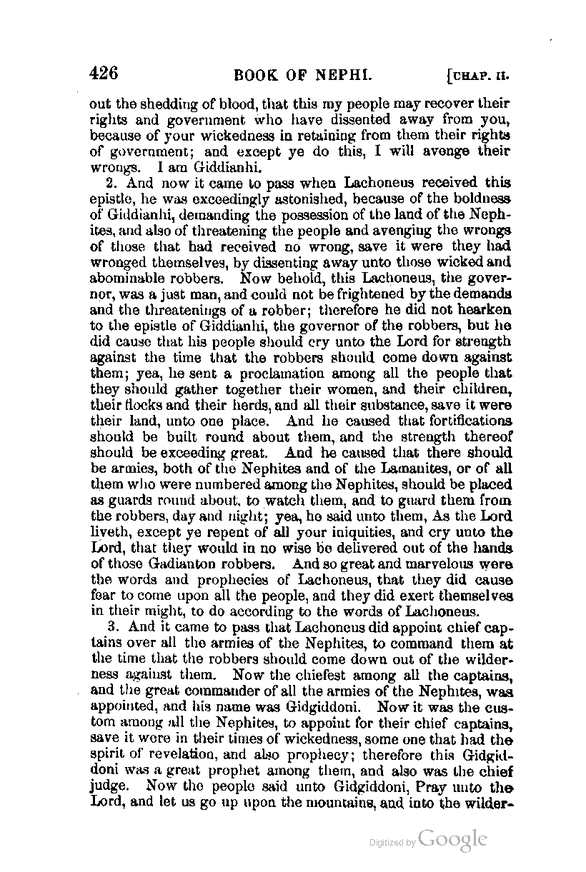 426 BOOK OF NEPHI. [CHAP. II.
out the shedding of blood, that this my people may recover their
rights and government who have dissented away from you,
because of your wickedness in retaining from them their rights
of government; and except ye do this, I will avenge their
wrongs. I am Giddianhi.
2. And now it came to pass when Lachoneus received this
epistle, he was exceedingly astonished, because of the boldness
of Giddianhi, demanding the possession of the land of the Neph-
ites, and also of threatening the people and avenging the wrongs
of those that had received no wrong, save it were they had
wronged themselves, by dissenting away unto those wicked and
abominable robbers. Now behold, this Lachoneus, the gover-
nor, was a just man, and could not be frightened by the demands
and the threatenings of a robber; therefore he did not hearken
to the epistle of Giddianhi, the governor of the robbers, but he
did cause that his people should cry unto the Lord for strength
against the time that the robbers should come down against
them; yea, he sent a proclamation among all the people that
they should gather together their women, and their children,
their flocks and their herds, and all their substance, save it were
their land, unto one place. And he caused that fortifications
should be built round about them, and the strength thereof
should be exceeding great. And he caused that there should
be armies, both of the Nephites and of the Lamanites, or of all
them who were numbered among the Nephites, should be placed
as guards round about, to watch them, and to guard them from
the robbers, day and night; yea, he said unto them, As the Lord
liveth, except ye repent of all your iniquities, and cry unto the
Lord, that they would in no wise be delivered out of the hands
of those Gadianton robbers. And so great and marvelous were
the words and prophecies of Lachoneus, that they did cause
fear to come upon all the people, and they did exert themselves
in their might, to do according to the words of Lachoneus.
3. And it came to pass that Lachoneus did appoint chief cap-
tains over all the armies of the Nephites, to command them at
the time that the robbers should come down out of the wilder-
ness against them. Now the chiefest among all the captains,
and the great commander of all the armies of the Nephites, was
appointed, and his name was Gidgiddoni. Now it was the cus-
tom among all the Nephites, to appoint for their chief captains,
save it were in their times of wickedness, some one that had the
spirit of revelation, and also prophecy; therefore this Gidgid-
doni was a great prophet among them, and also was the chief
judge. Now the people said unto Gidgiddoni, Pray unto the
Lord, and let us go up upon the mountains, and into the wilder-
Digitized by Google